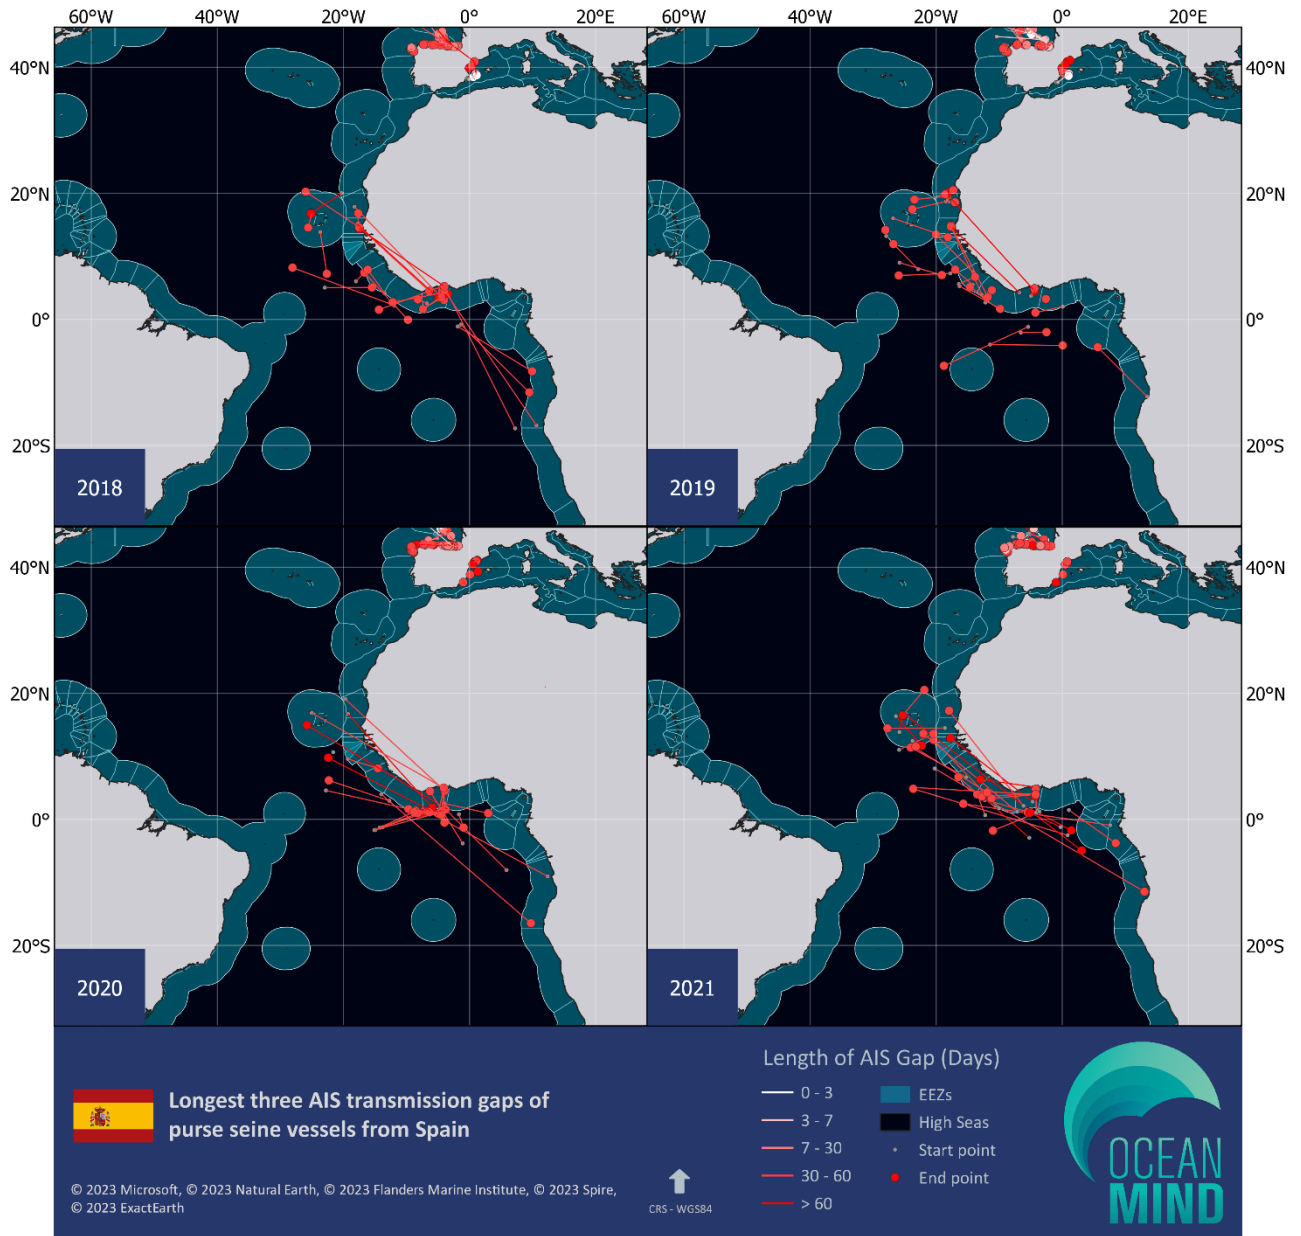 60°W 40°W 20°W 0° 20°E 60°W 40°W 20°W 0° 20°E
40°N 40°N
20°N 20°N
0° 0°
20°S 20°S
2018 2019
40°N 40°N
20°N 20°N
0° 0°
20°S 20°S
2020 2021
Longest three AIS transmission gaps of
purse seine vessels from Spain
© 2023 Microsoft, © 2023 Natural Earth, © 2023 Flanders Marine Institute, © 2023 Spire,
© 2023 ExactEarth
CRS - WGS84
Length of AIS Gap (Days)
0 - 3
3 - 7
7 - 30
30 - 60
> 60
EEZs
High Seas
Start point
End point
OCEAN
MIND